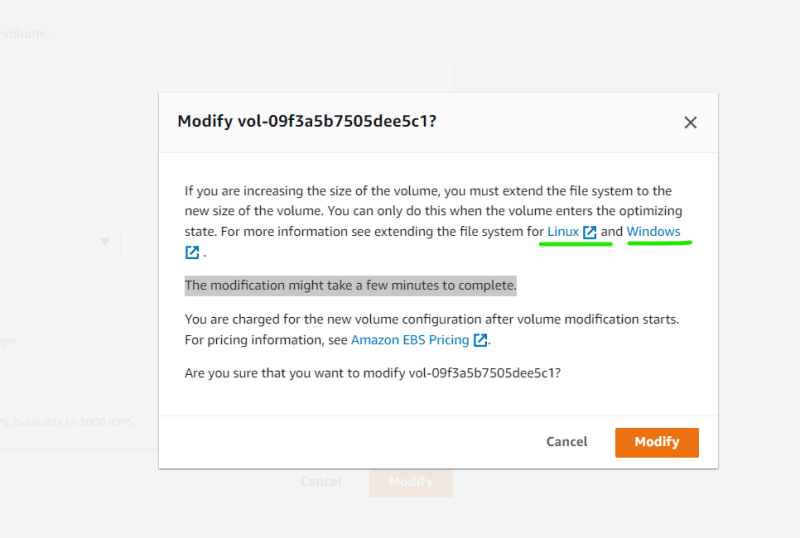 volume.
Modify vol-09f3a5b7505dee5c1?
If you are increasing the size of the volume, you must extend the file system to the
new size of the volume. You can only do this when the volume enters the optimizing
state. For more information see extending the file system for Linux and Windows
.
The modification might take a few minutes to complete.
You are charged for the new volume configuration after volume modification starts.
For pricing information, see Amazon EBS Pricing .
Are you sure that you want to modify vol-09f3a5b7505dee5c1?
PS, burstable to 3000 IOPS.
Cancel Modify
Cancel Modify